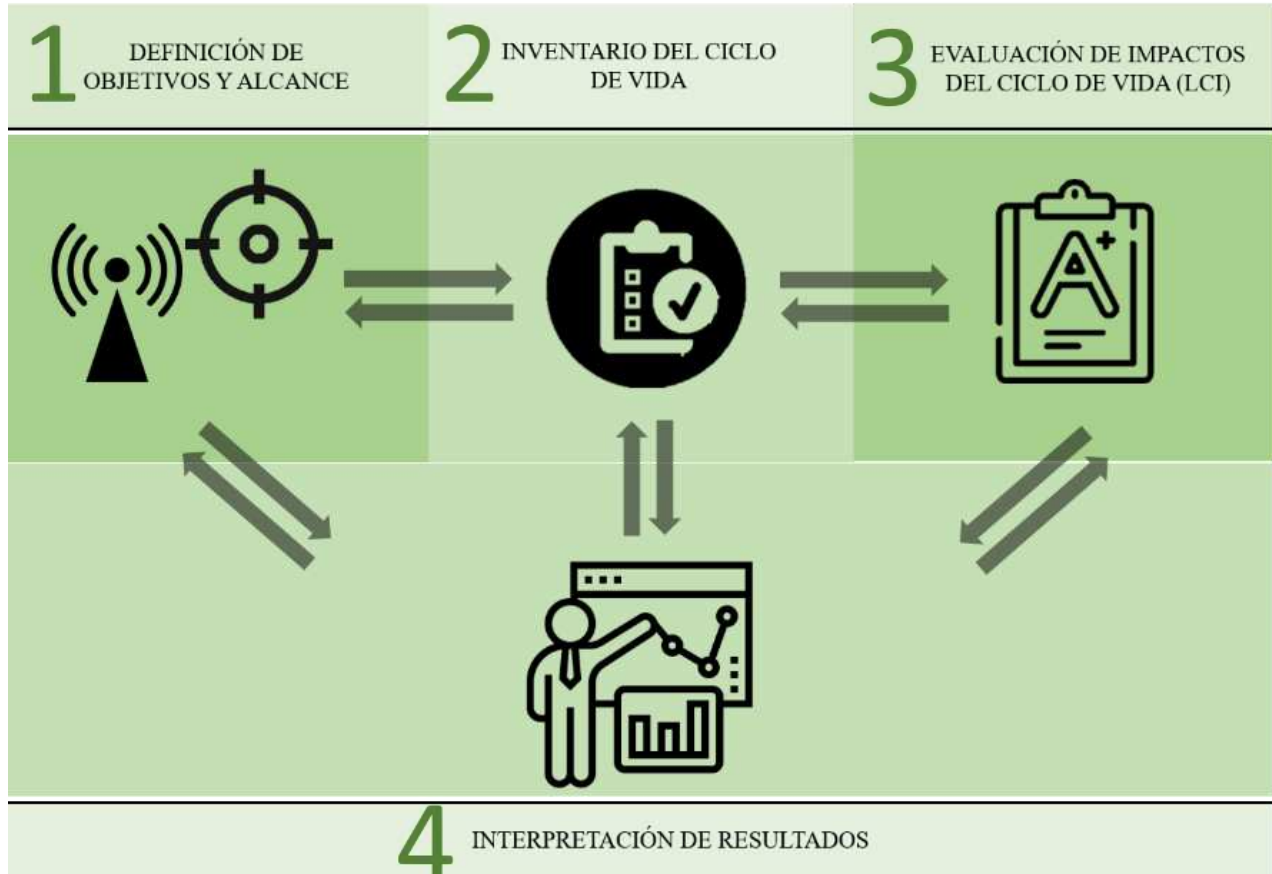 1
DEFINICIÓN DE
OBJETIVOS Y ALCANCE
2
INVENTARIO DEL CICLO
DE VIDA
3
EVALUACIÓN DE IMPACTOS
DEL CICLO DE VIDA (LCI)
A+
4
INTERPRETACIÓN DE RESULTADOS